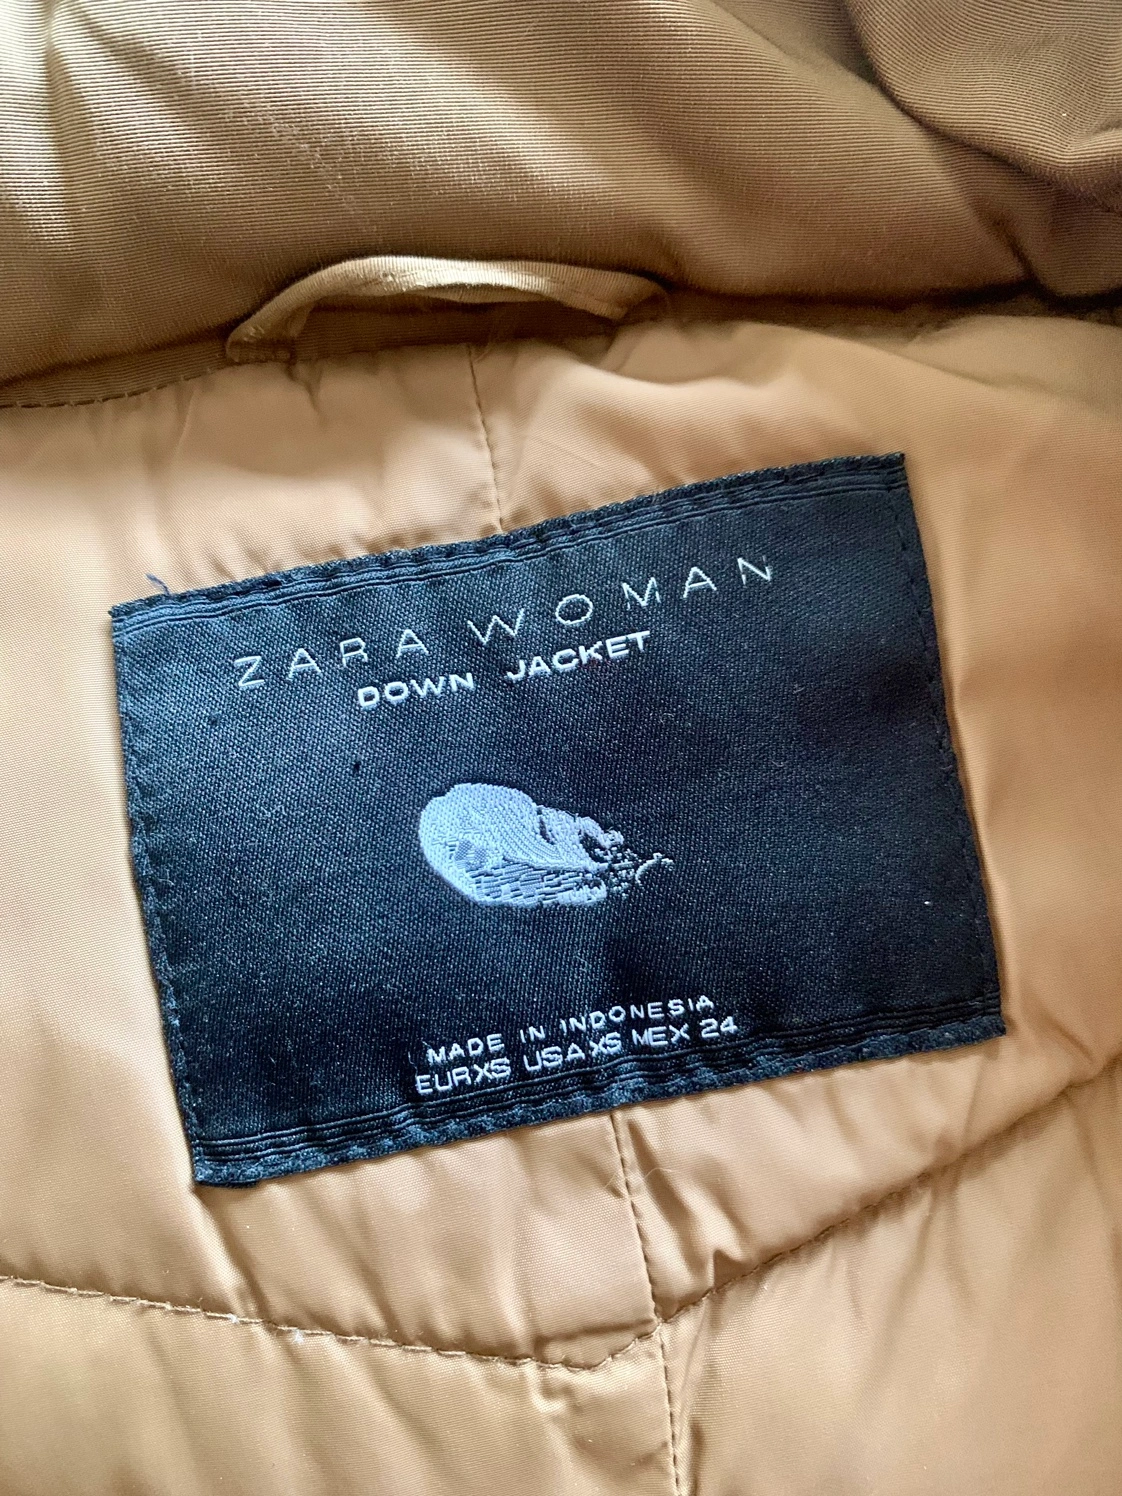 ZARA WOMAN
DOWN JACKET
MADE IN INDONESIA
EURXS USA XS MEX 24